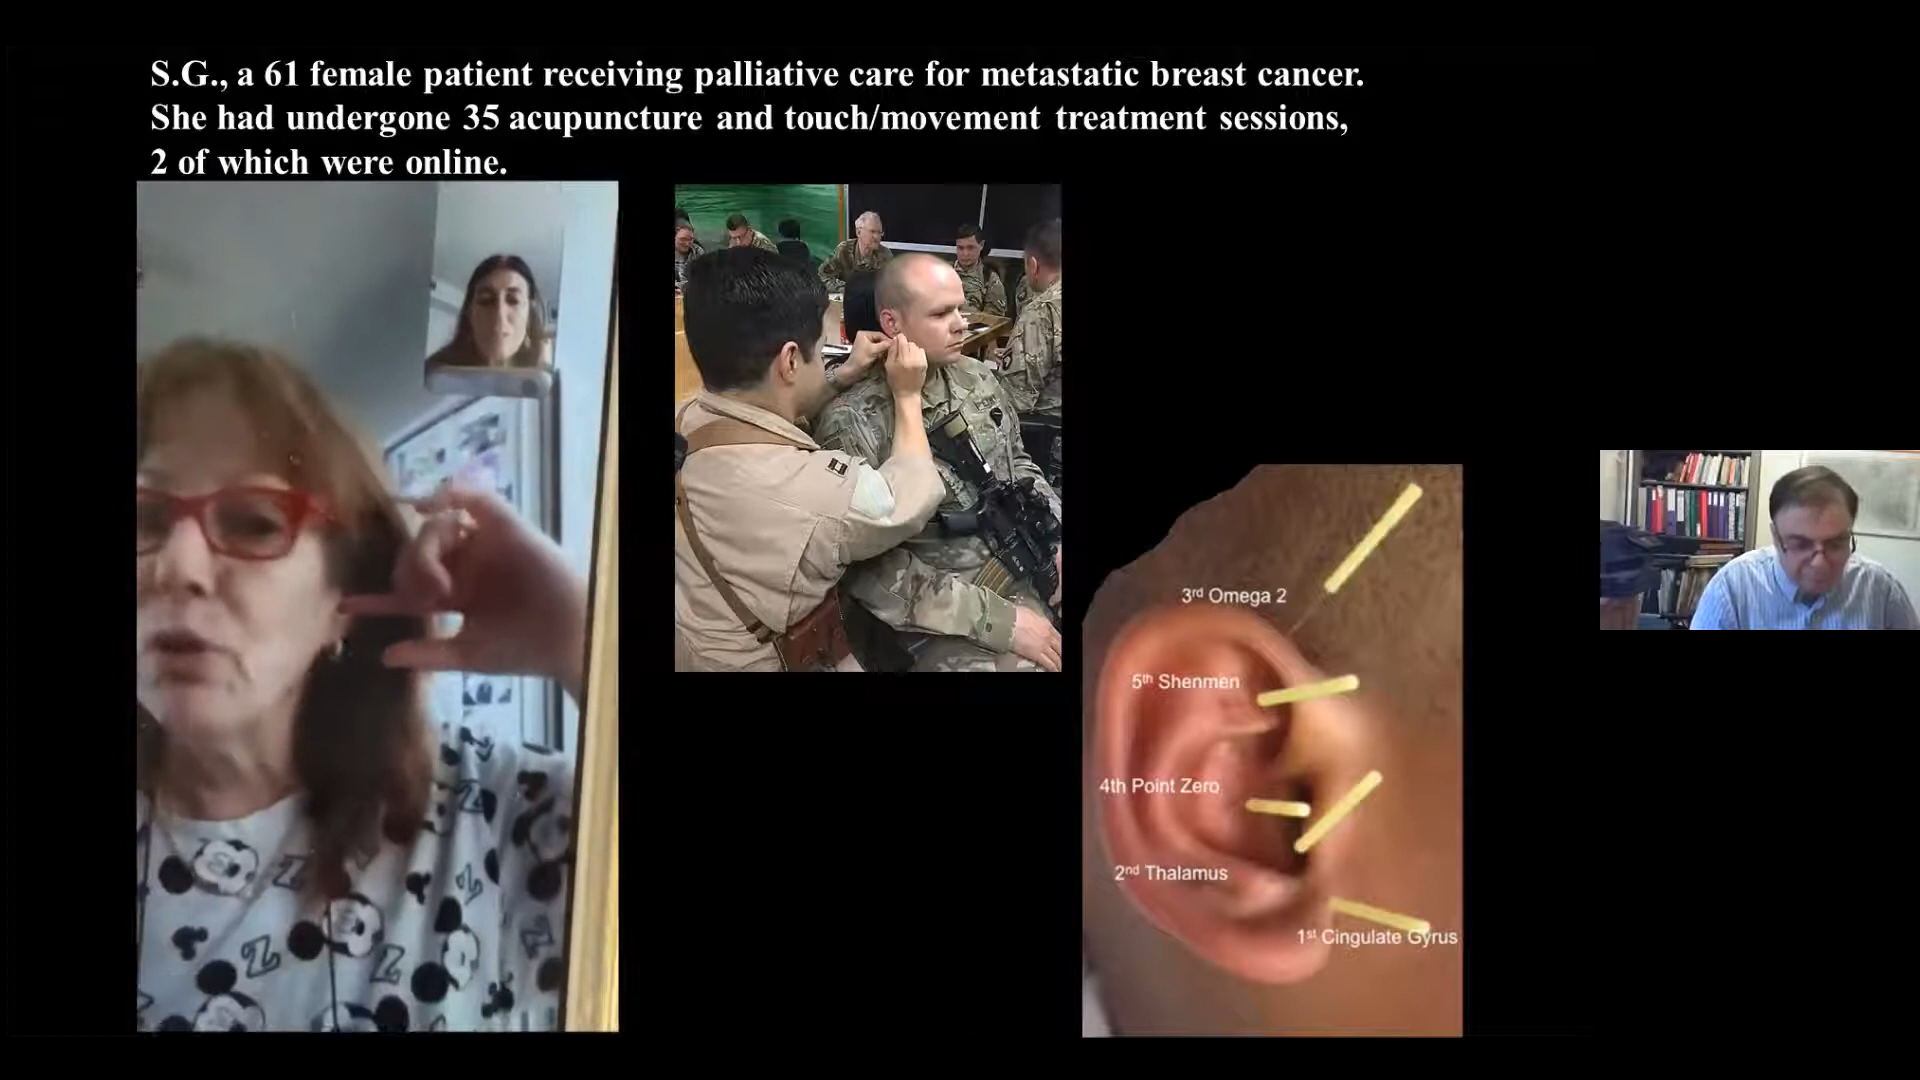 S.G., a 61 female patient receiving palliative care for metastatic breast cancer.
She had undergone 35 acupuncture and touch/movement treatment sessions,
2 of which were online.
3rd Omega 2
5th Shenmen
4th Point Zero
2nd Thalamus
1st Cingulate Gyrus